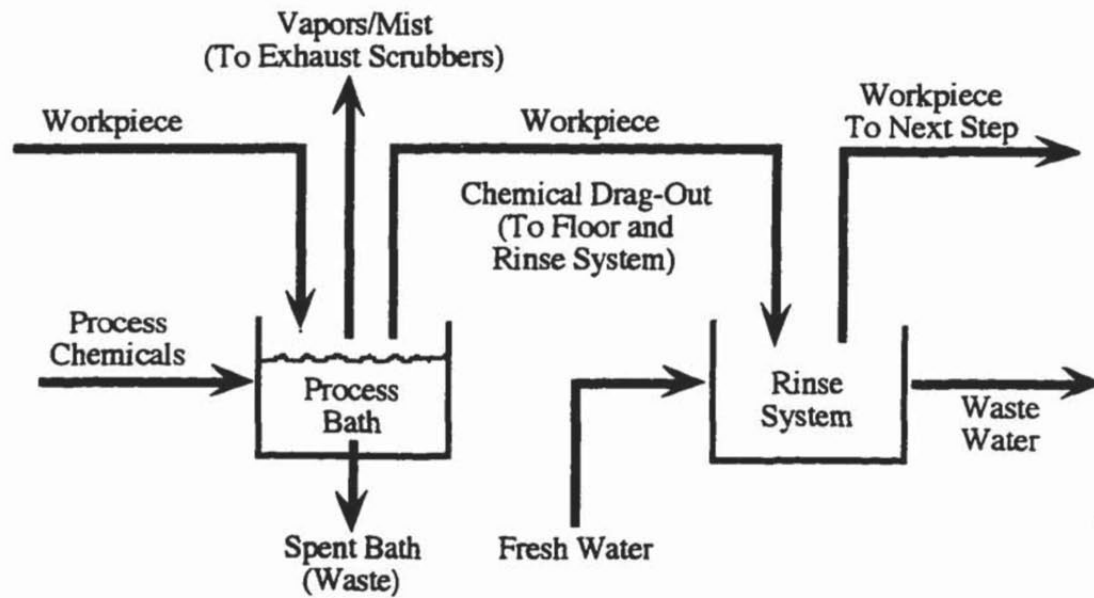 Vapors/Mist
(To Exhaust Scrubbers)
Workpiece
Workpiece
Workpiece
To Next Step
Chemical Drag-Out
(To Floor and
Rinse System)
Process
Chemicals
Process
Bath
Rinse
System
Waste
Water
Spent Bath
(Waste)
Fresh Water